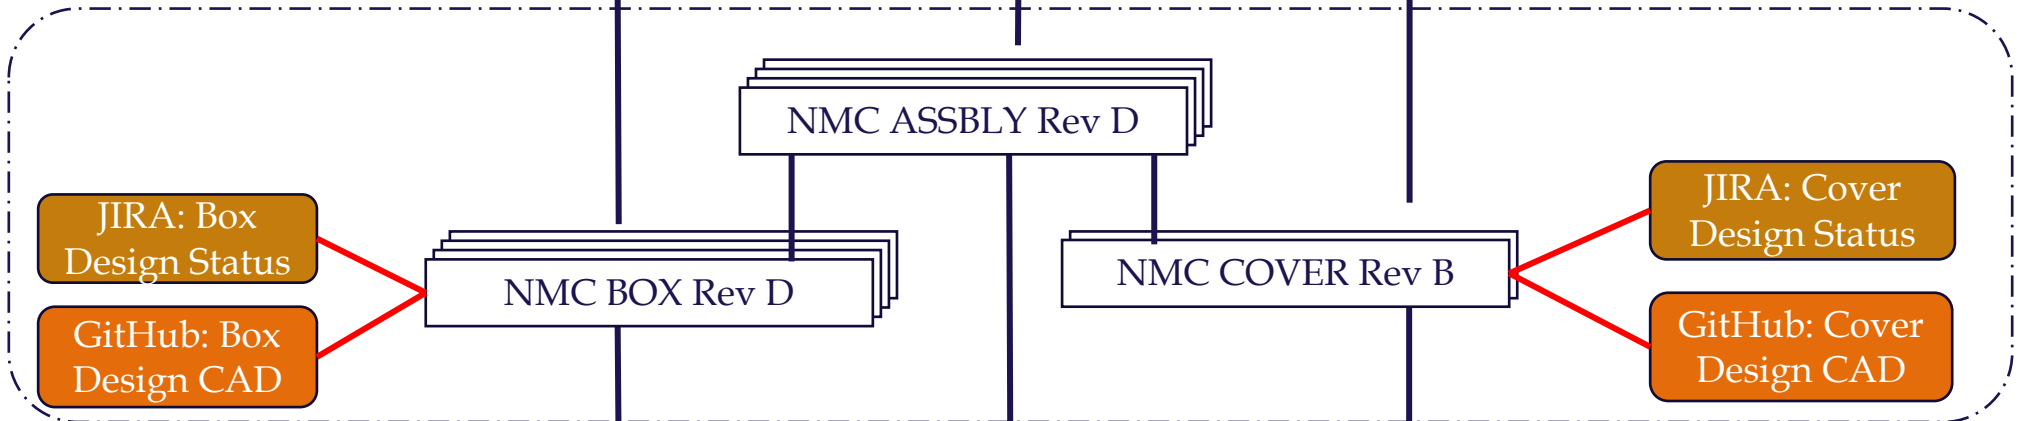 NMC ASSBLY Rev D
JIRA: Box
Design Status
GitHub: Box
Design CAD
NMC BOX Rev D
NMC COVER Rev B
JIRA: Cover
Design Status
GitHub: Cover
Design CAD